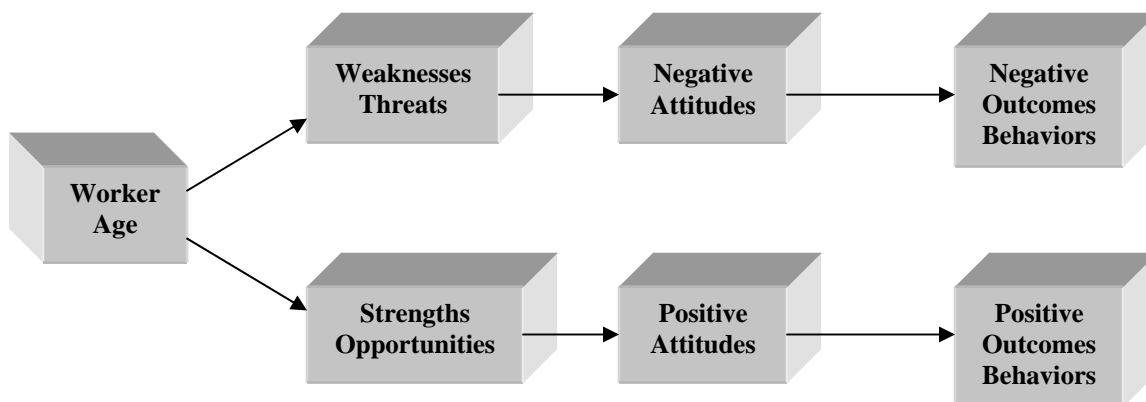 Weaknesses
Threats
Negative
Attitudes
Negative
Outcomes
Behaviors
Worker
Age
Strengths
Opportunities
Positive
Attitudes
Positive
Outcomes
Behaviors